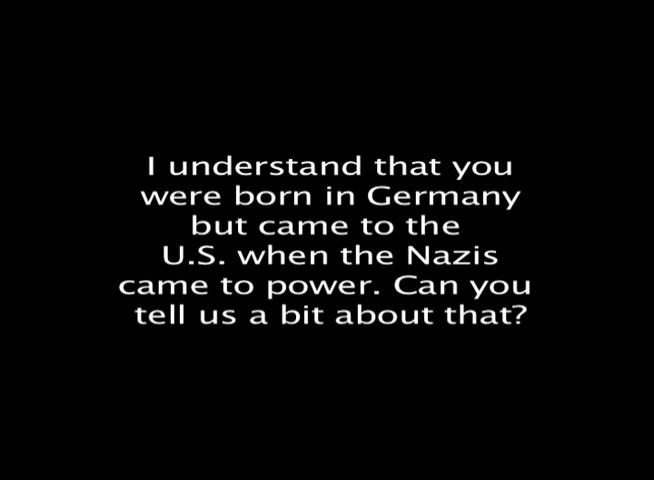 I understand that you
were born in Germany
but came to the
U.S. when the Nazis
came to power. Can you
tell us a bit about that?